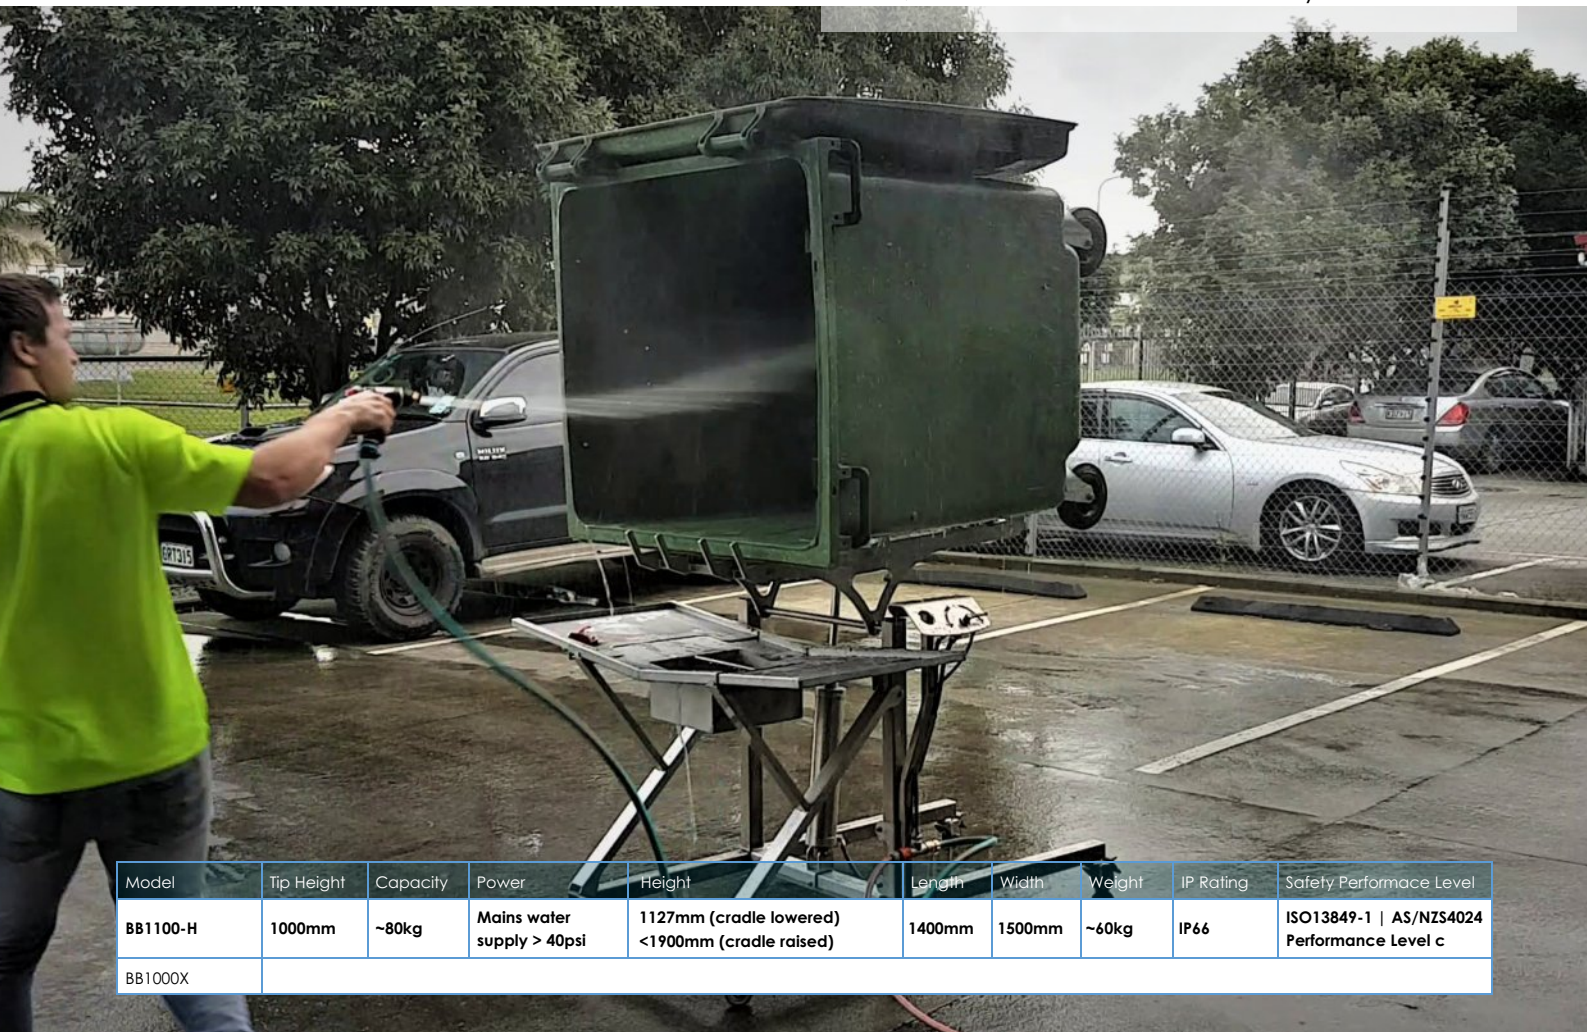 GRT315
Model Tip Height Capacity Power Height Length Width Weight IP Rating Safety Performace Level
BB1100-H 1000mm ~80kg Mains water supply > 40psi 1127mm (cradle lowered) <1900mm (cradle raised) 1400mm 1500mm ~60kg IP66 ISO13849-1 | AS/NZS4024 Performance Level c
BB1000X